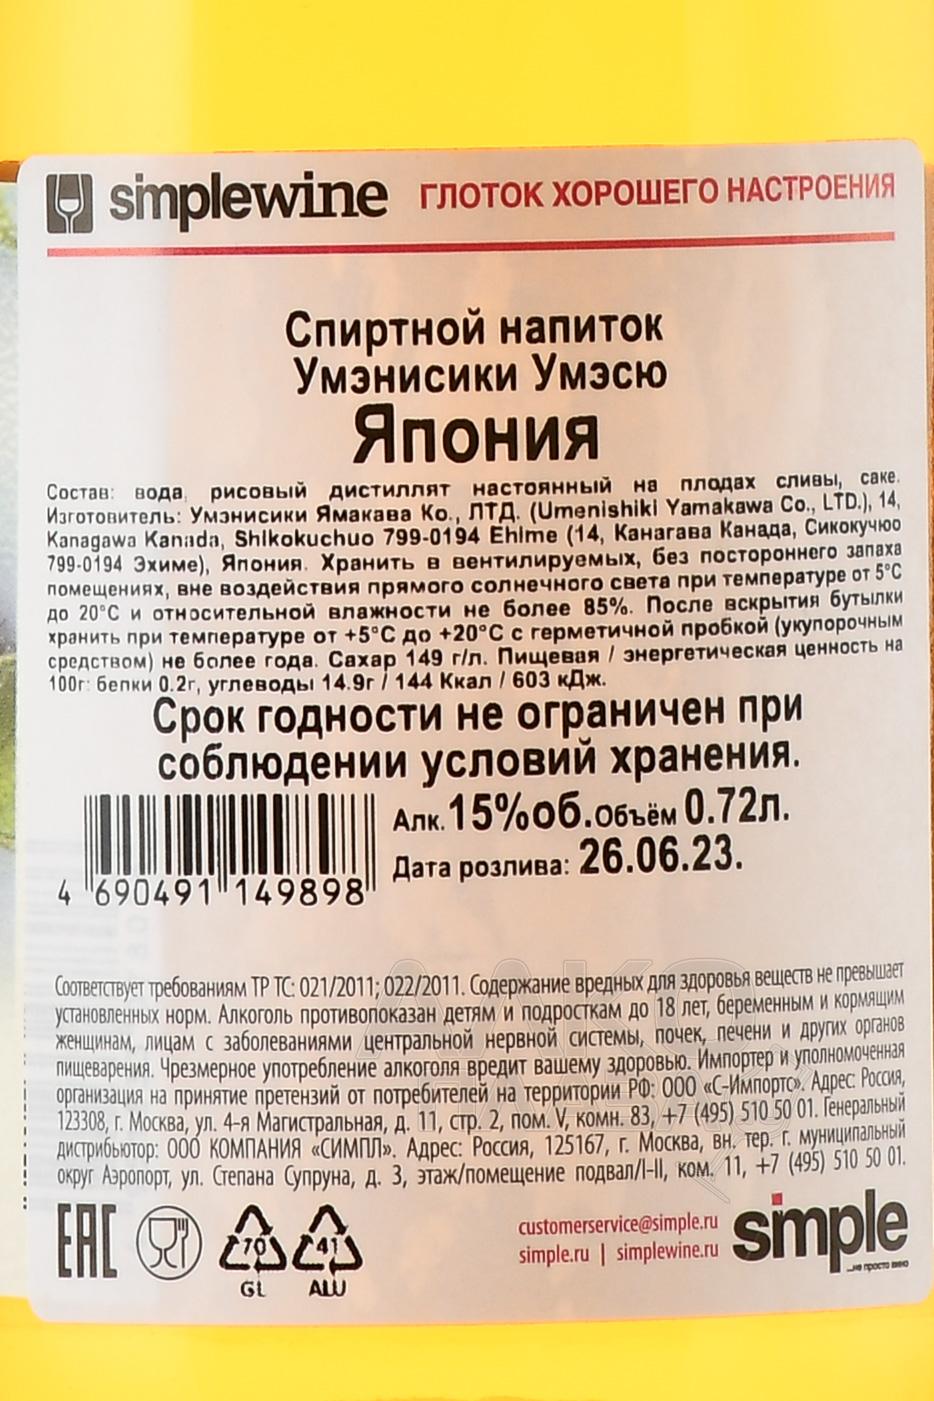 simplewine ГЛОТОК ХОРОШЕГО НАСТРОЕНИЯ
Спиртной напиток
Умэнисики Умэсю
Япония
Состав: вода, рисовый дистиллят настоянный на плодах сливы, саке.
Изготовитель: Умэнисики Ямакава Ко., ЛТД. (Umenishiki Yamakawa Co., LTD.), 14,
Kanagawa Kanada, Shikokuchuo 799-0194 Ehime (14, Канагава Канада, Сикокучюо
799-0194 Эхиме), Япония. Хранить в вентилируемых, без постороннего запаха
помещениях, вне воздействия прямого солнечного света при температуре от 5°C
до 20°C и относительной влажности не более 85%. После вскрытия бутылки
хранить при температуре от +5°C до +20°C с герметичной пробкой (укупорочным
средством) не более года. Сахар 149 г/л. Пищевая / энергетическая ценность на
100г: белки 0.2г, углеводы 14.9г / 144 Ккал / 603 кДж.
Срок годности не ограничен при
соблюдении условий хранения.
Алк. 15%об. Объём 0.72л.
Дата розлива: 26.06.23.
4 690491 149898
Соответствует требованиям ТР ТС: 021/2011; 022/2011. Содержание вредных для здоровья веществ не превышает
установленных норм. Алкоголь противопоказан детям и подросткам до 18 лет, беременным и кормящим
женщинам, лицам с заболеваниями центральной нервной системы, почек, печени и других органов
пищеварения. Чрезмерное употребление алкоголя вредит вашему здоровью. Импортер и уполномоченная
организация на принятие претензий от потребителей на территории РФ: ООО «С-Импортс». Адрес: Россия,
123308, г. Москва, ул. 4-я Магистральная, д. 11, стр. 2, пом. V, комн. 83, +7 (495) 510 50 01. Генеральный
дистрибьютор: ООО КОМПАНИЯ «СИМПЛ». Адрес: Россия, 125167, г. Москва, вн. тер. г. муниципальный
округ Аэропорт, ул. Степана Супруна, д. 3, этаж/помещение подвал/I-II, ком. 11, +7 (495) 510 50 01.
EAC
70
GL
41
ALU
customerservice@simple.ru
simple.ru | simplewine.ru
simple
...не просто вино